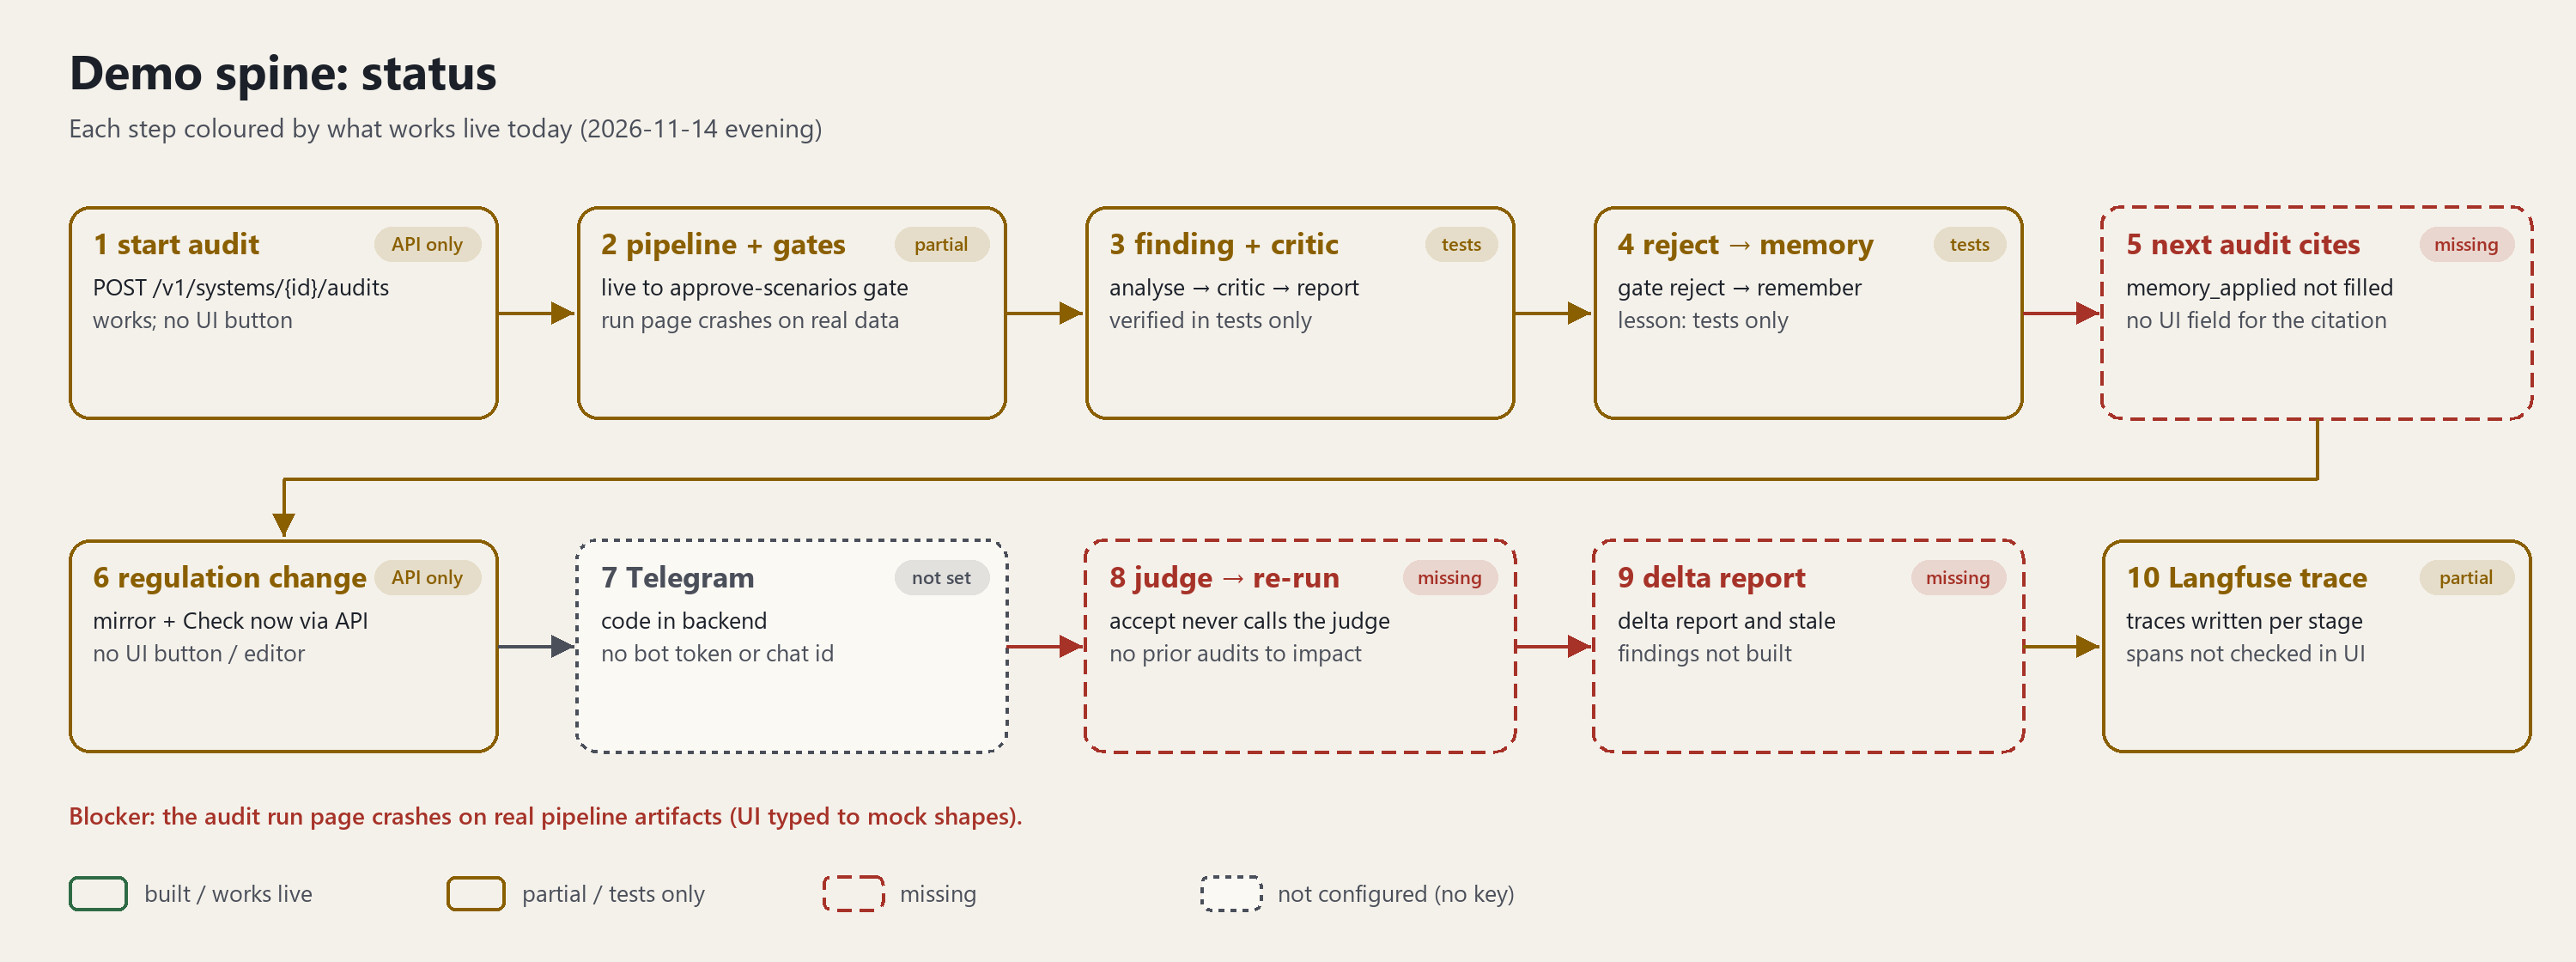 Demo spine: status
Each step coloured by what works live today (2026-11-14 evening)
1 start audit
API only
POST /v1/systems/{id}/audits
works; no UI button
2 pipeline + gates
partial
live to approve-scenarios gate
run page crashes on real data
3 finding + critic
tests
analyse → critic → report
verified in tests only
4 reject → memory
tests
gate reject → remember
lesson: tests only
5 next audit cites
missing
memory_applied not filled
no UI field for the citation
6 regulation change
API only
mirror + Check now via API
no UI button / editor
7 Telegram
not set
code in backend
no bot token or chat id
8 judge → re-run
missing
accept never calls the judge
no prior audits to impact
9 delta report
missing
delta report and stale
findings not built
10 Langfuse trace
partial
traces written per stage
spans not checked in UI
Blocker: the audit run page crashes on real pipeline artifacts (UI typed to mock shapes).
built / works live
partial / tests only
missing
not configured (no key)